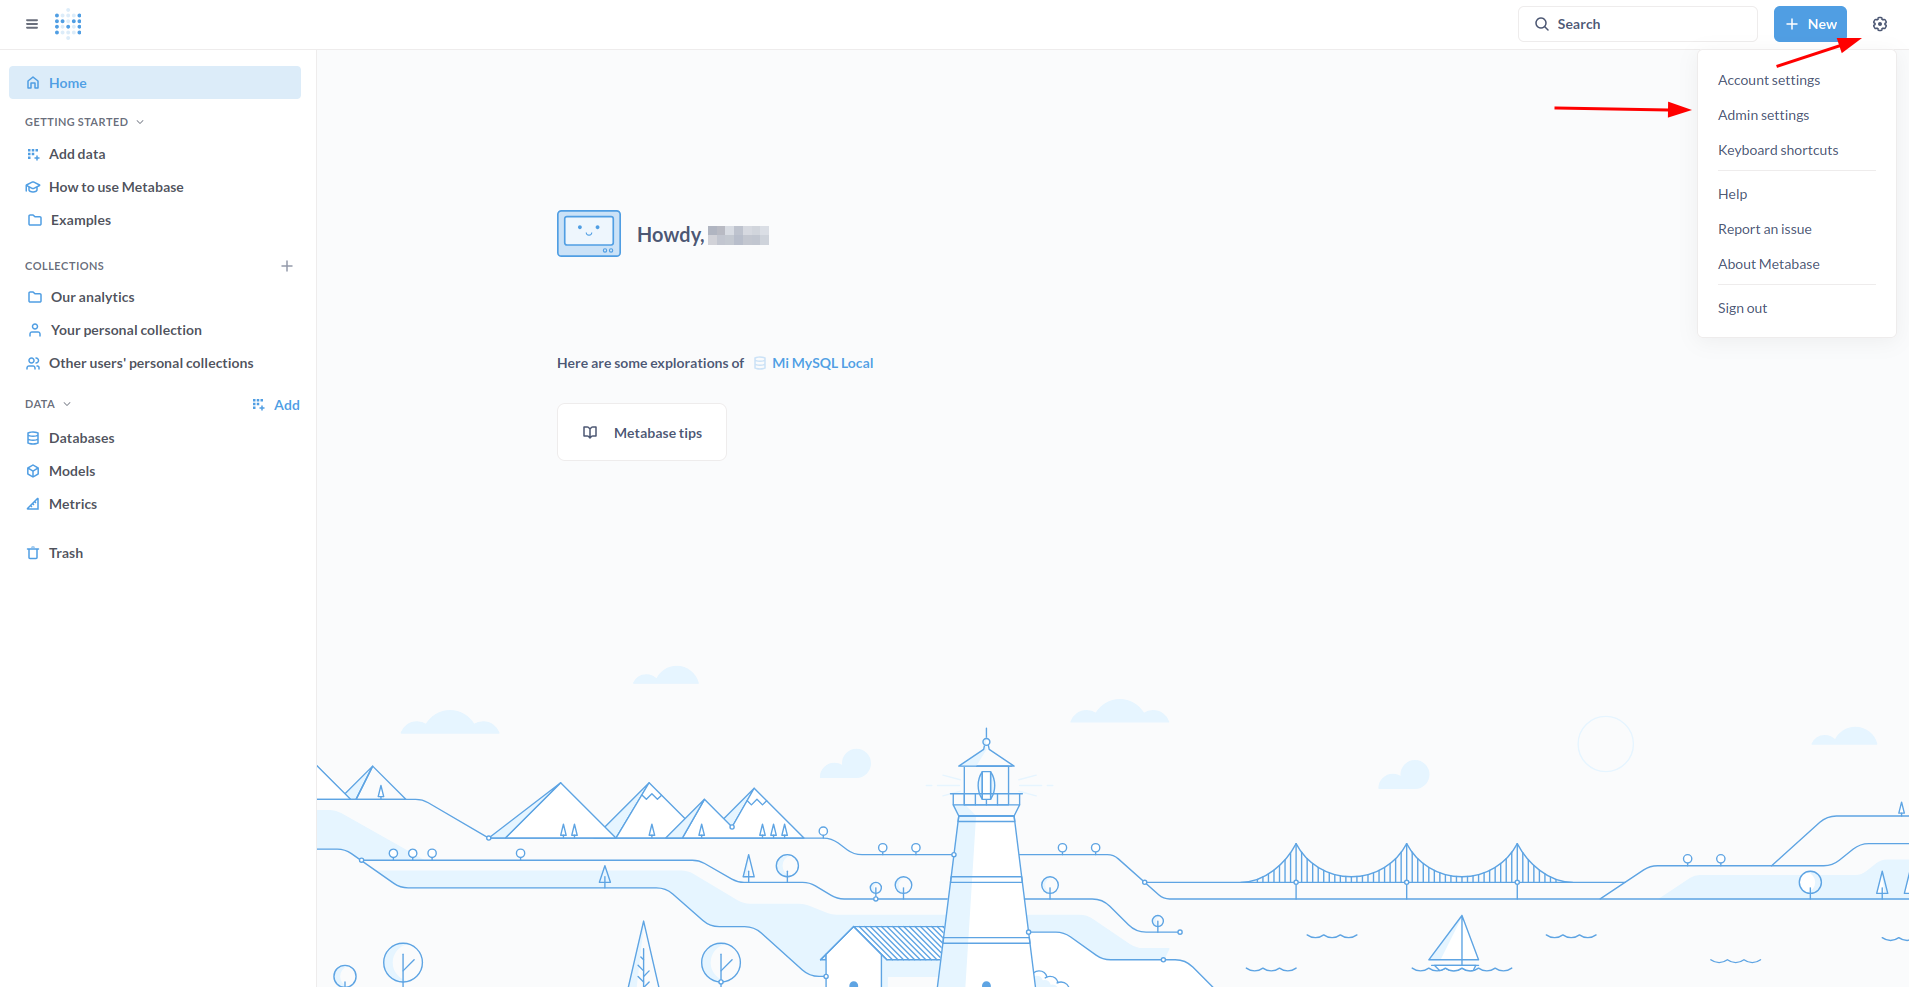 Search
New
Account settings
Admin settings
Keyboard shortcuts
Help
Report an issue
About Metabase
Sign out
Home
GETTING STARTED
Add data
How to use Metabase
Examples
COLLECTIONS
Our analytics
Your personal collection
Other users' personal collections
DATA
Add
Databases
Models
Metrics
Trash
Howdy,
Here are some explorations of Mi MySQL Local
Metabase tips